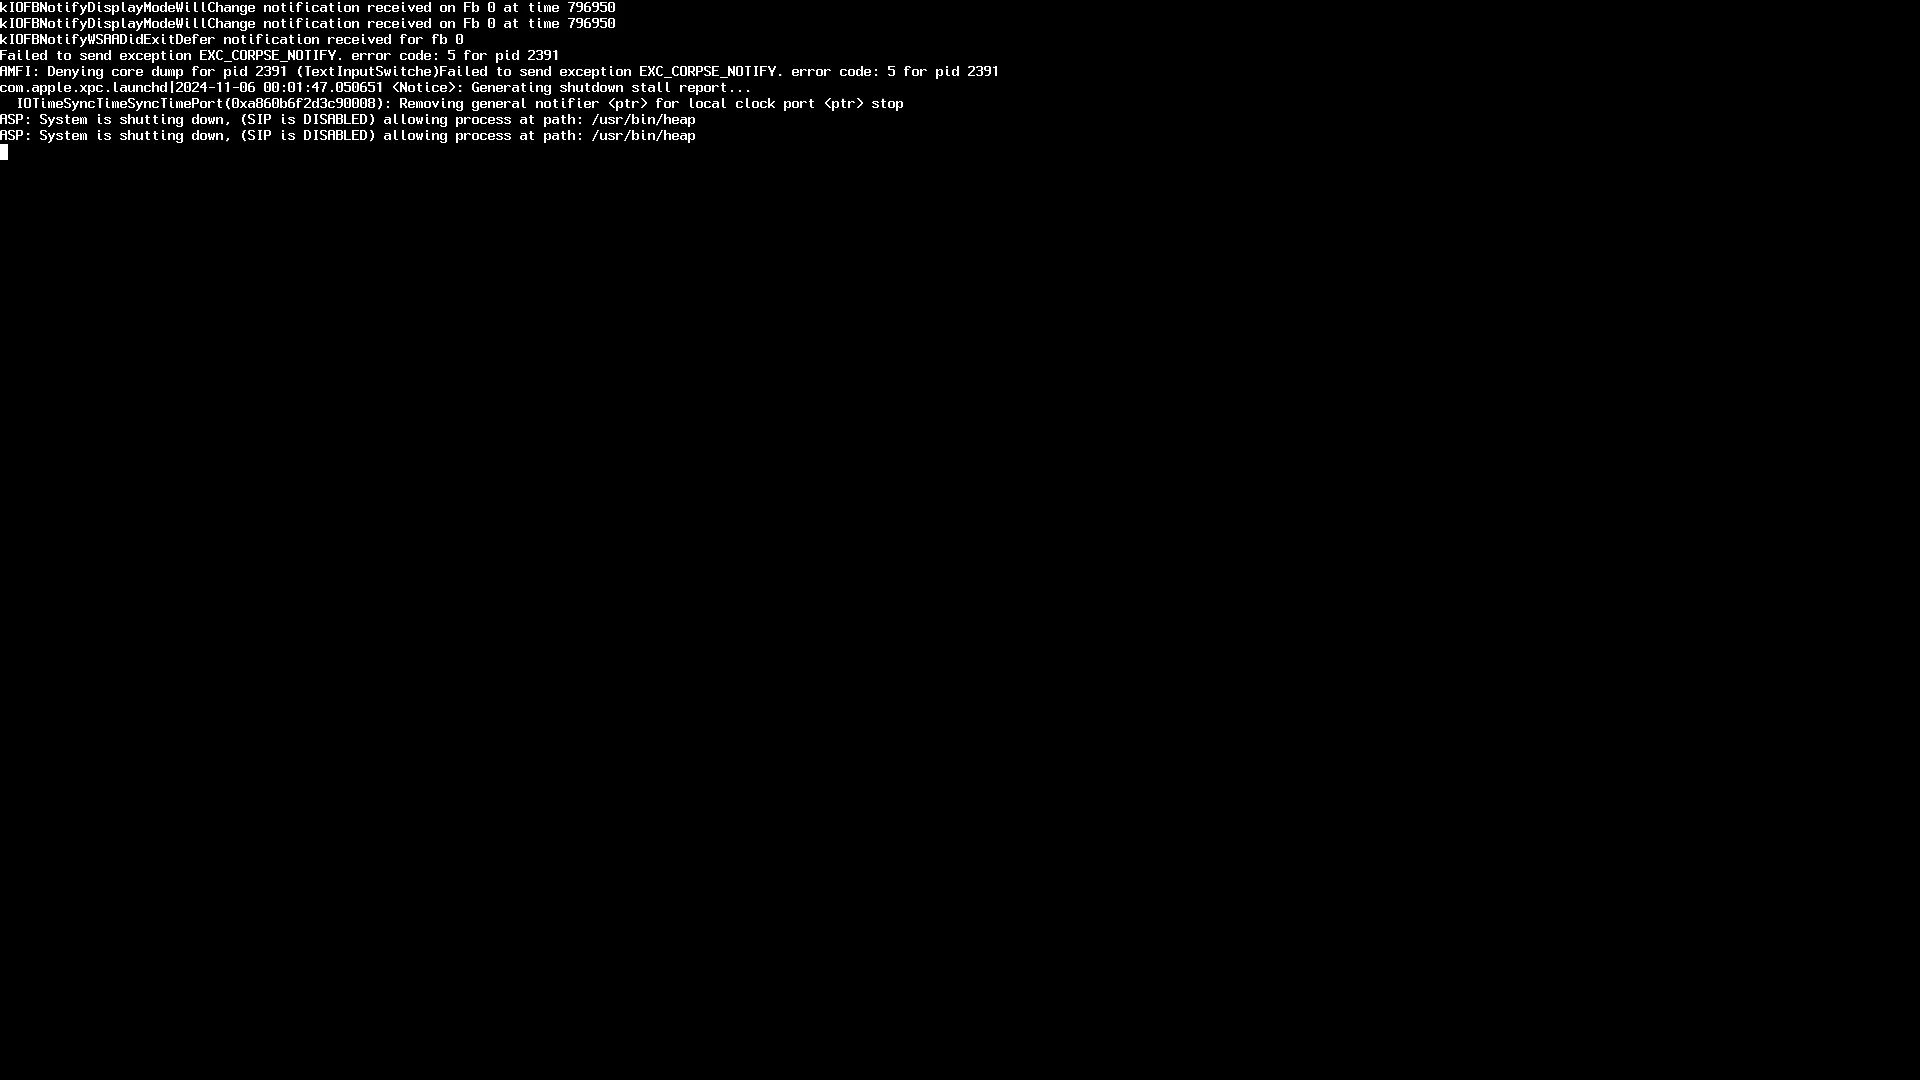 kIOFBNotifyDisplayModeWillChange notification received on Fb 0 at time 796950
kIOFBNotifyDisplayModeWillChange notification received on Fb 0 at time 796950
kIOFBNotifyWSAADidExitDefer notification received for fb 0
Failed to send exception EXC_CORPSE_NOTIFY. error code: 5 for pid 2391
AMFI: Denying core dump for pid 2391 (TextInputSwitche)Failed to send exception EXC_CORPSE_NOTIFY. error code: 5 for pid 2391
com.apple.xpc.launchd|2024-11-06 00:01:47.050651 <Notice>: Generating shutdown stall report...
  IOTimeSyncTimeSyncTimePort(0xa860b6f2d3c90008): Removing general notifier <ptr> for local clock port <ptr> stop
ASP: System is shutting down, (SIP is DISABLED) allowing process at path: /usr/bin/heap
ASP: System is shutting down, (SIP is DISABLED) allowing process at path: /usr/bin/heap